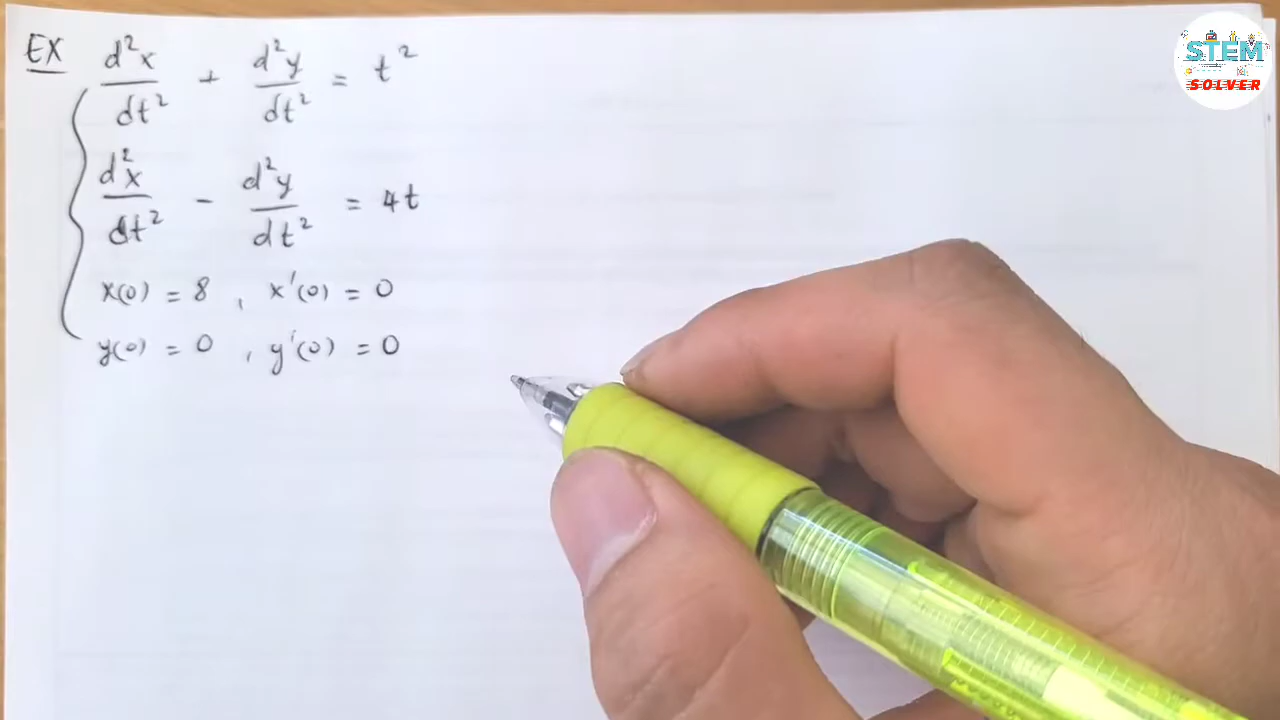 EX d²x/dt² + d²y/dt² = t²
d²x/dt² - d²y/dt² = 4t
x(0) = 8 , x'(0) = 0
y(0) = 0 , y'(0) = 0
STEM
SOLVER